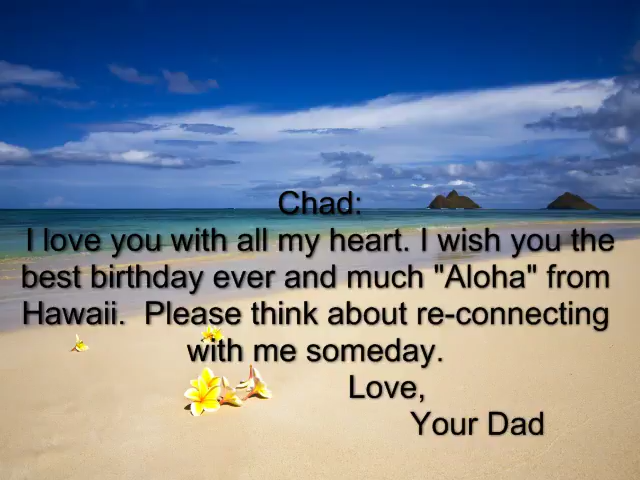 Chad:
I love you with all my heart. I wish you the
best birthday ever and much "Aloha" from
Hawaii.  Please think about re-connecting
with me someday.
Love,
Your Dad